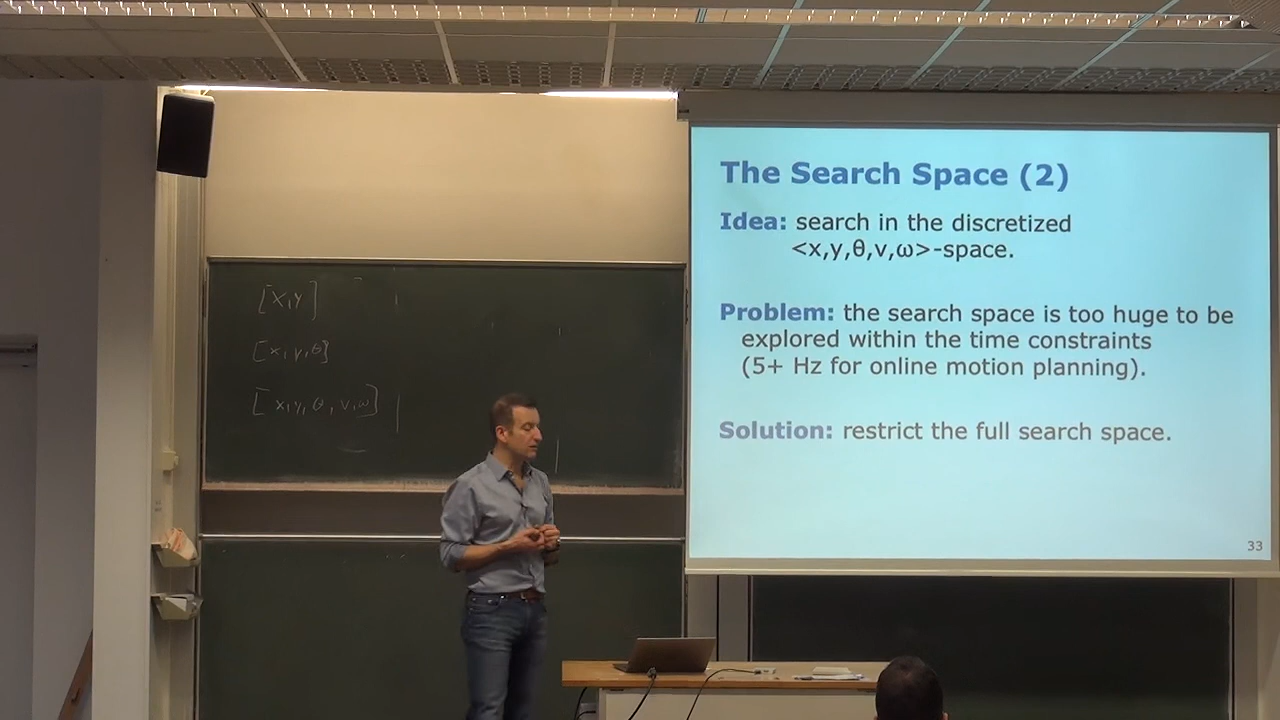 [x,y]
[x,y,θ]
[x,y,θ,v,ω]
The Search Space (2)
Idea: search in the discretized
<x,y,θ,v,ω>-space.
Problem: the search space is too huge to be
explored within the time constraints
(5+ Hz for online motion planning).
Solution: restrict the full search space.
33